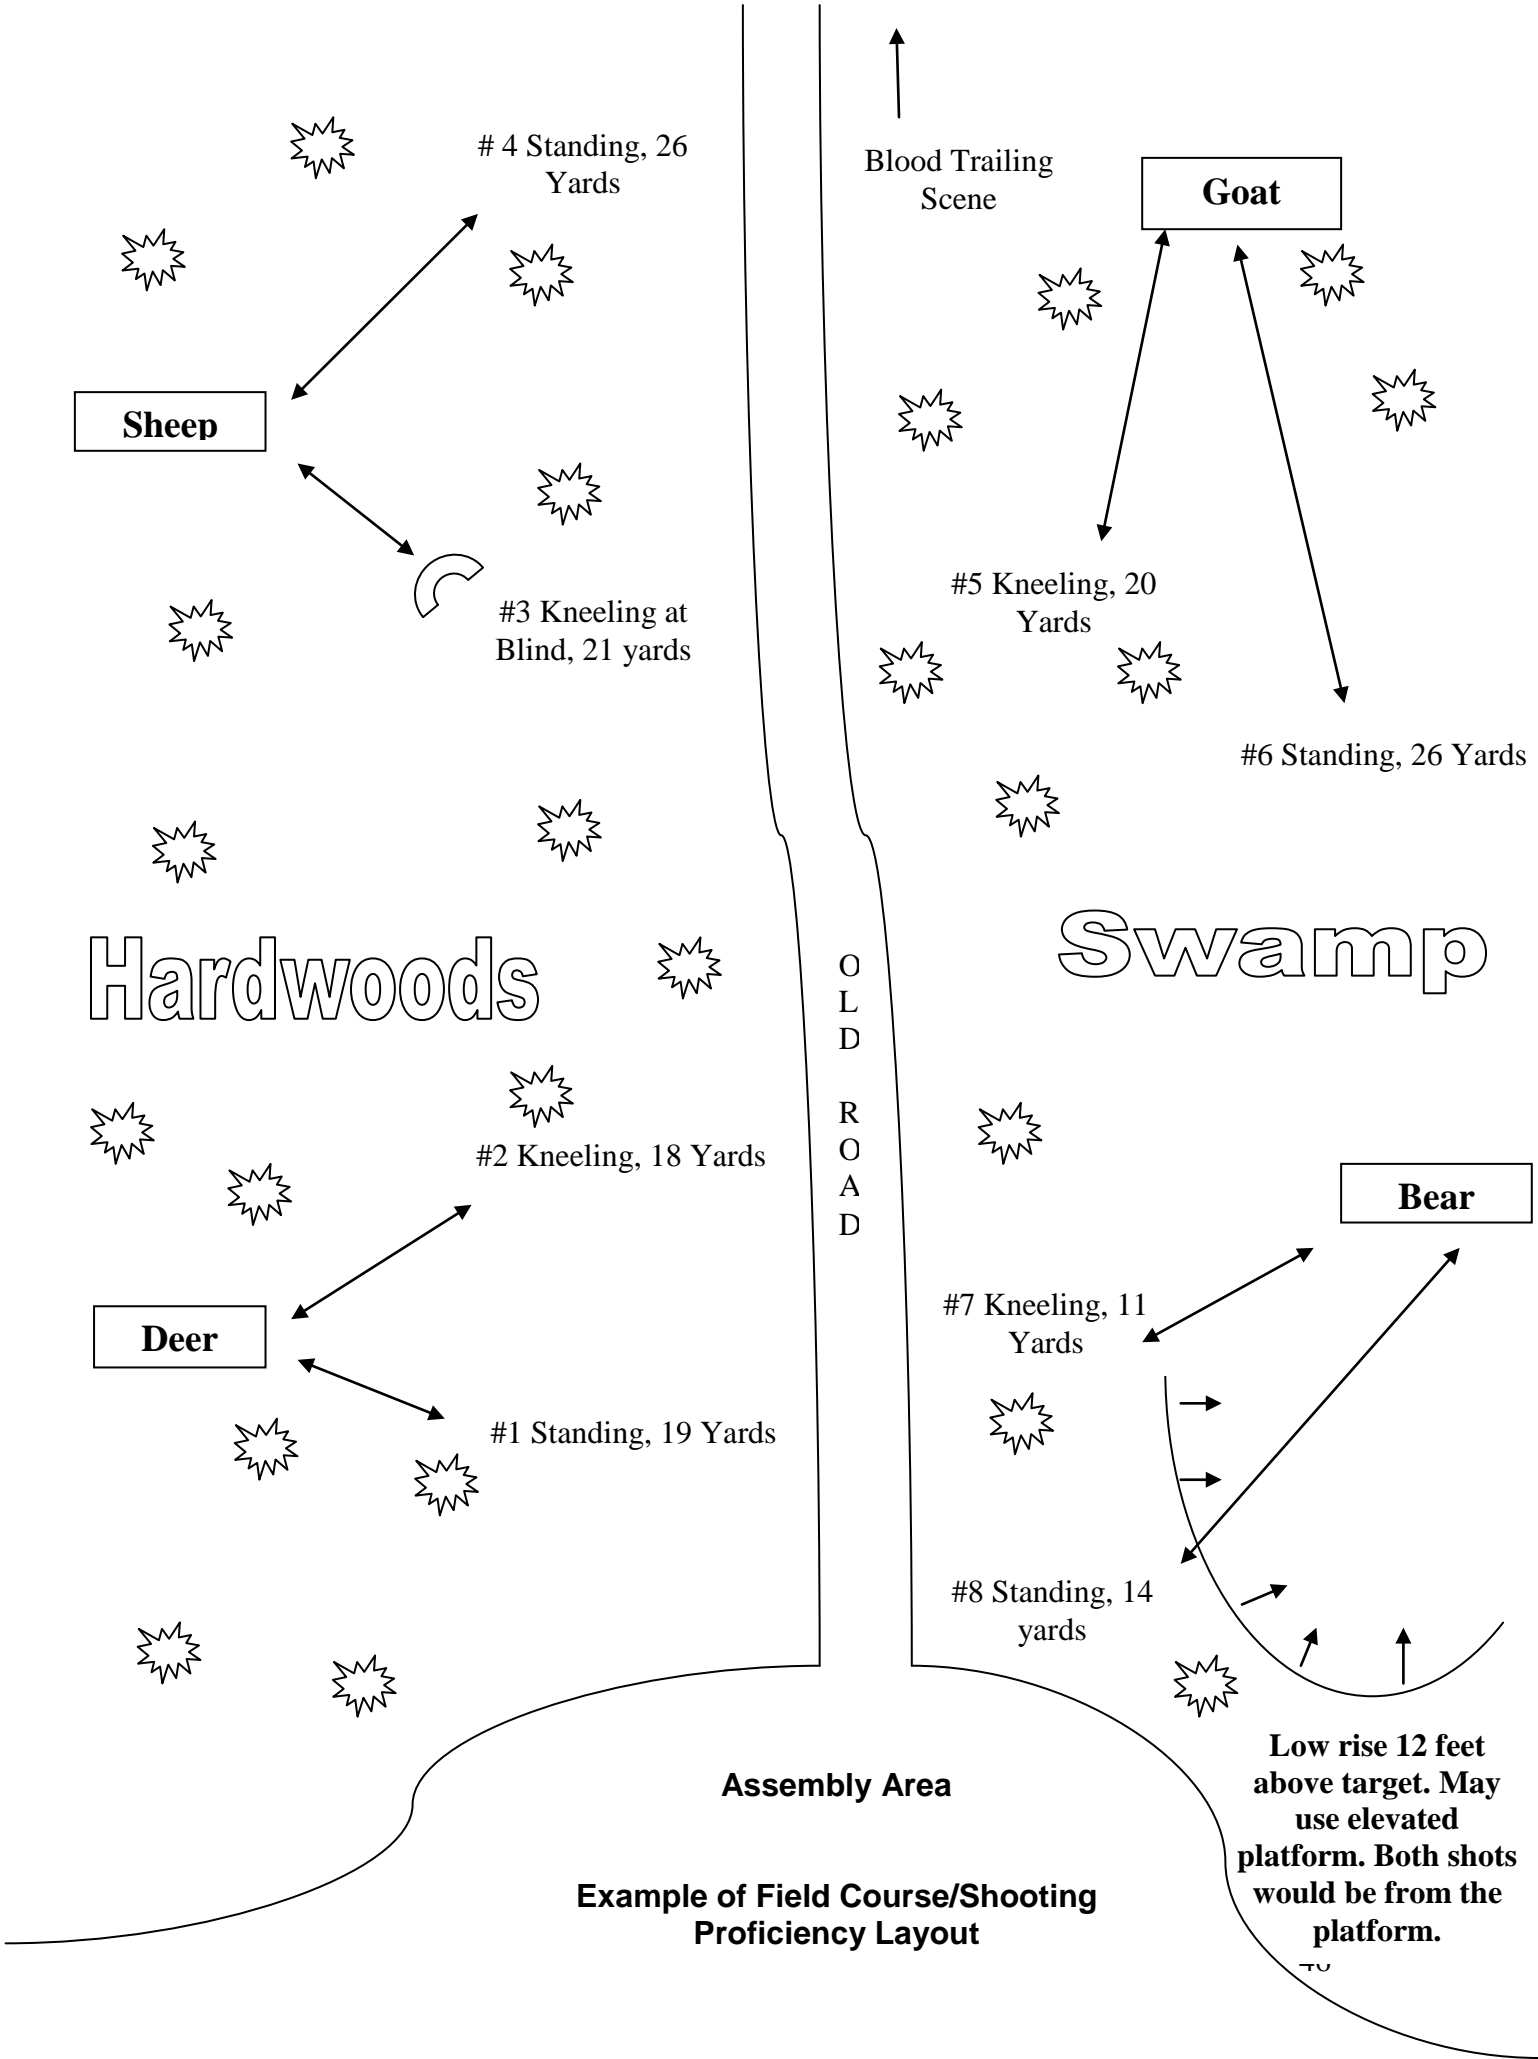 # 4 Standing, 26
Yards
Blood Trailing
Scene
Goat
Sheep
#3 Kneeling at
Blind, 21 yards
#5 Kneeling, 20
Yards
#6 Standing, 26 Yards
Hardwoods
Swamp
OLD ROAD
#2 Kneeling, 18 Yards
Bear
Deer
#7 Kneeling, 11
Yards
#1 Standing, 19 Yards
#8 Standing, 14
yards
Low rise 12 feet
above target. May
use elevated
platform. Both shots
would be from the
platform.
Assembly Area
Example of Field Course/Shooting
Proficiency Layout